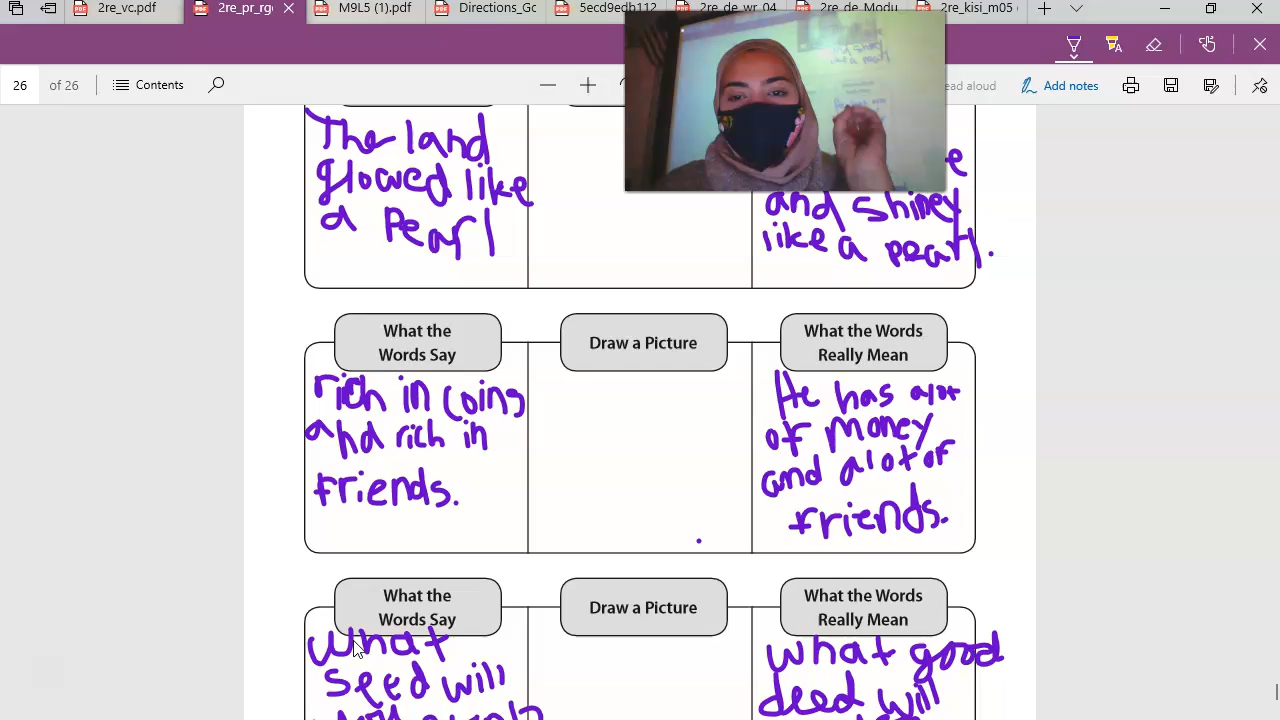 2re_vc.pdf
2re_pr_rg
M9L5 (1).pdf
Directions_Gc
5ecd9edb112
2re_de_wr_04
2re_de_Modu
2re_kisi_m05
26 of 26
Contents
ead aloud
Add notes
The land
glowed like
a Pearl
and shiney
like a pearl.
What the
Words Say
Draw a Picture
What the Words
Really Mean
rich in coins
and rich in
friends.
He has alot
of money
and a lot of
friends.
What the
Words Say
Draw a Picture
What the Words
Really Mean
what
seed will
what good
deed will